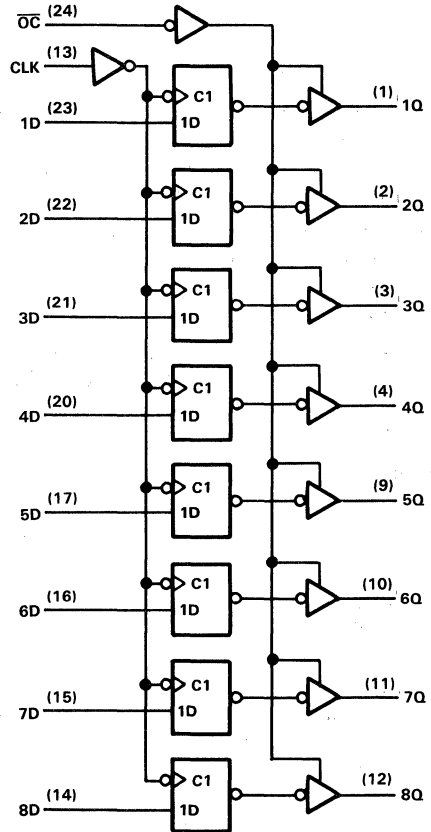 OC (24)
CLK (13)
C1
1D (23) 1D (1) 1Q
C1
2D (22) 1D (2) 2Q
C1
3D (21) 1D (3) 3Q
C1
4D (20) 1D (4) 4Q
C1
5D (17) 1D (9) 5Q
C1
6D (16) 1D (10) 6Q
C1
7D (15) 1D (11) 7Q
C1
8D (14) 1D (12) 8Q